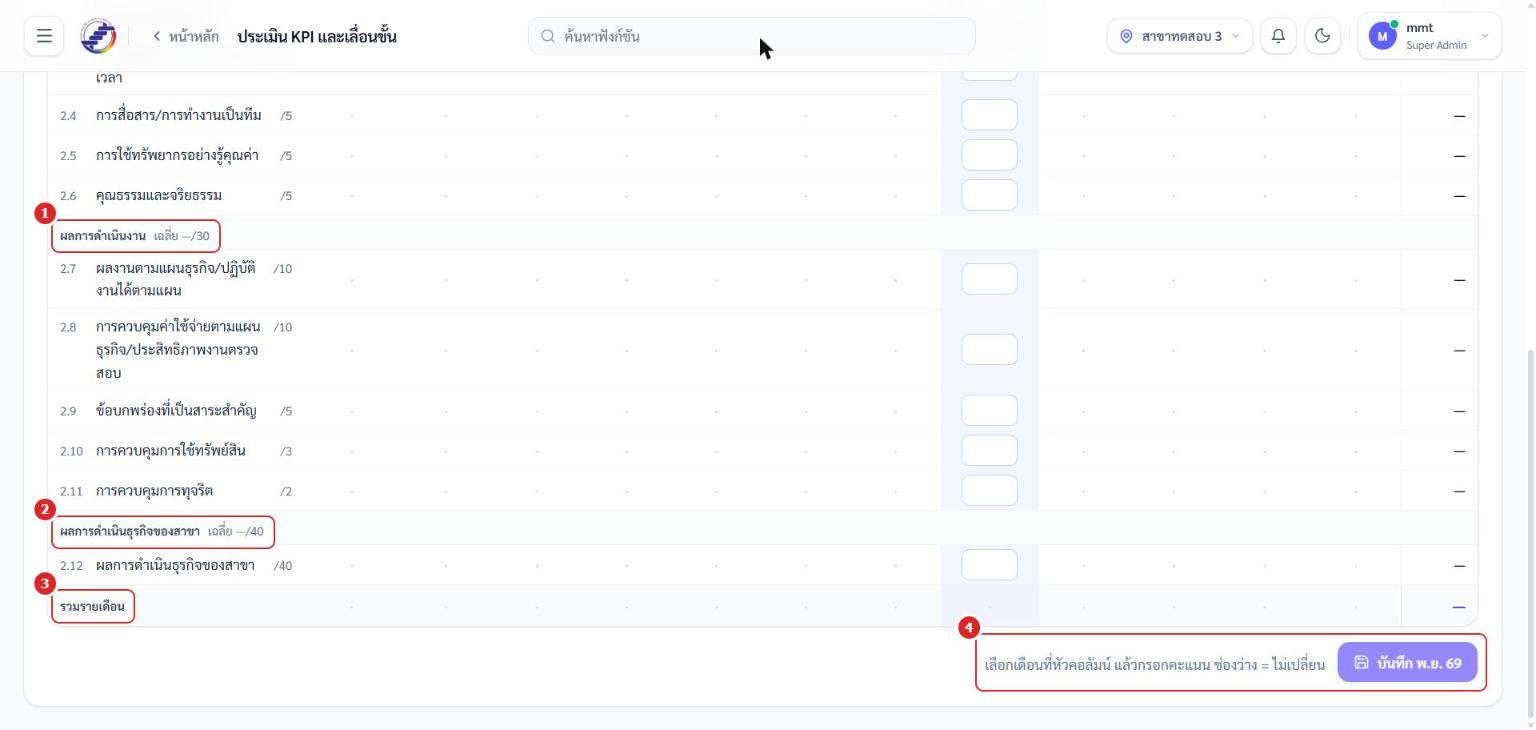 หน้าหลัก ประเมิน KPI และเลื่อนขั้น ค้นหาฟังก์ชัน สาขาทดสอบ 3 M mmt
Super Admin
เวลา
2.4 การสื่อสาร/การทำงานเป็นทีม /5 —
2.5 การใช้ทรัพยากรอย่างรู้คุณค่า /5 —
2.6 คุณธรรมและจริยธรรม /5 —
1
ผลการดำเนินงาน เฉลี่ย —/30
2.7 ผลงานตามแผนธุรกิจ/ปฏิบัติ /10
งานได้ตามแผน —
2.8 การควบคุมค่าใช้จ่ายตามแผน /10
ธุรกิจ/ประสิทธิภาพงานตรวจ —
สอบ
2.9 ข้อบกพร่องที่เป็นสาระสำคัญ /5 —
2.10 การควบคุมการใช้ทรัพย์สิน /3 —
2.11 การควบคุมการทุจริต /2 —
2
ผลการดำเนินธุรกิจของสาขา เฉลี่ย —/40
2.12 ผลการดำเนินธุรกิจของสาขา /40 —
3
รวมรายเดือน —
4
เลือกเดือนที่หัวคอลัมน์ แล้วกรอกคะแนน ช่องว่าง = ไม่เปลี่ยน บันทึก พ.ย. 69